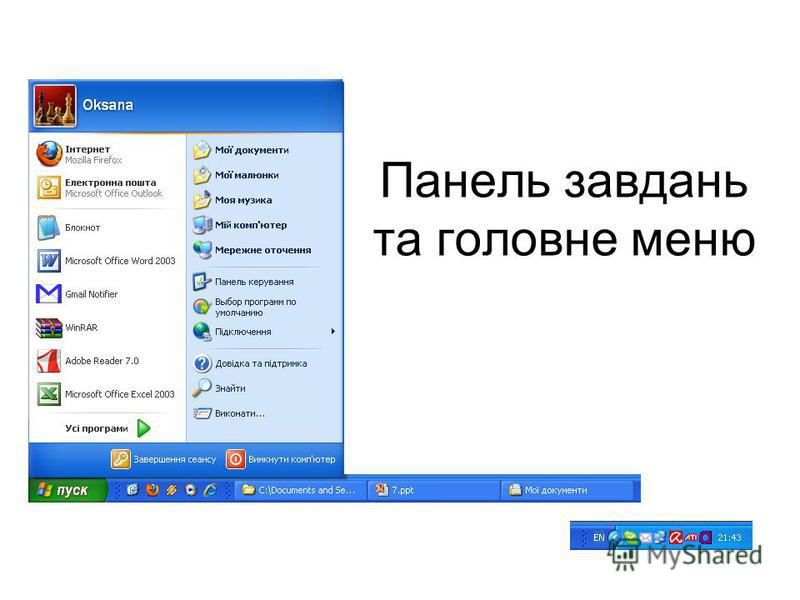 Панель завдань
та головне меню
Oksana
Інтернет
Mozilla Firefox
Електронна пошта
Microsoft Office Outlook
Блокнот
Microsoft Office Word 2003
Gmail Notifier
WinRAR
Adobe Reader 7.0
Microsoft Office Excel 2003
Усі програми
Мої документи
Мої малюнки
Моя музика
Мій комп'ютер
Мережне оточення
Панель керування
Выбор программ по
умолчанию
Підключення
Довідка та підтримка
Знайти
Виконати...
Завершення сеансу
Вимкнути комп'ютер
пуск
C:\Documents and Se...
7.ppt
Мої документи
EN
ATI
21:43
MyShared